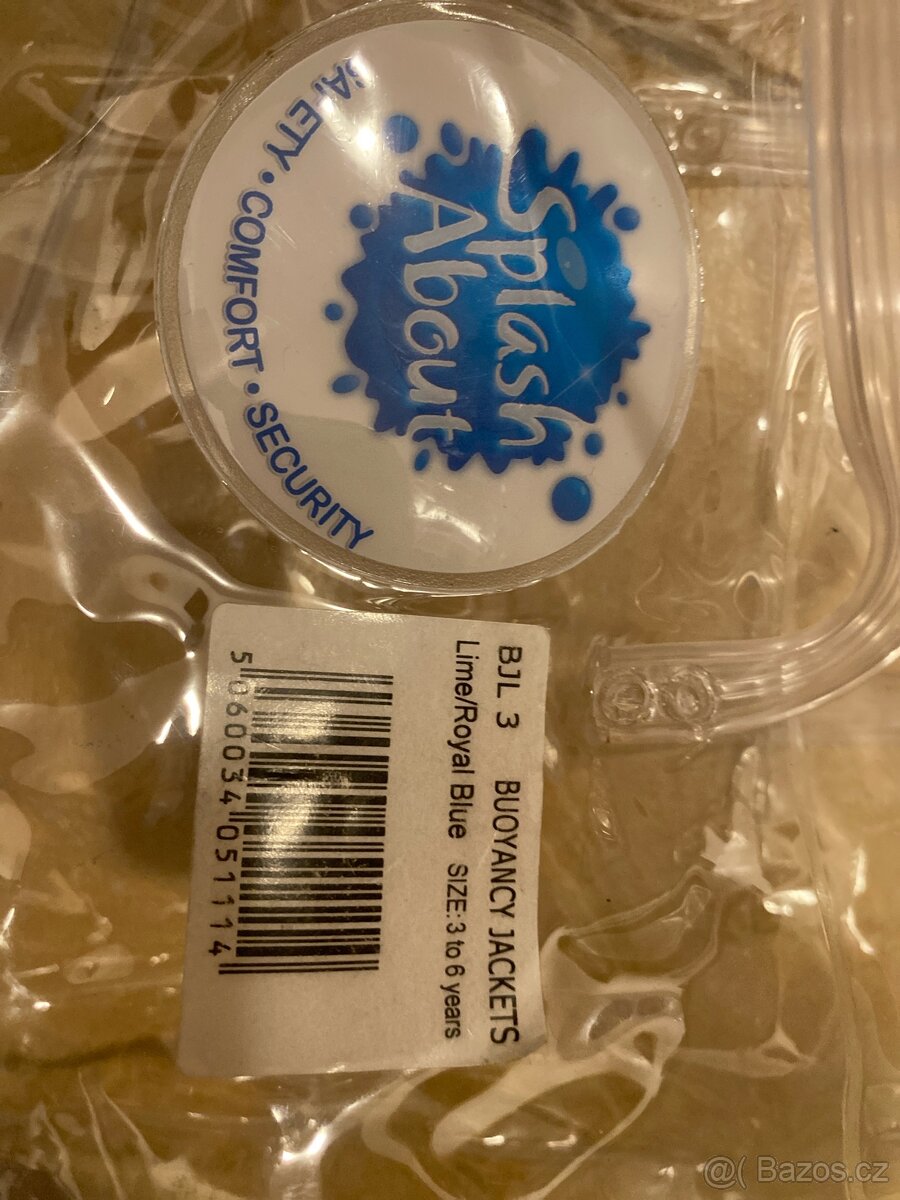 Splash
About
SAFETY • COMFORT • SECURITY
BJL 3 BUOYANCY JACKETS
Lime/Royal Blue SIZE: 3 to 6 years
5 060034 051114
@( Bazos.cz